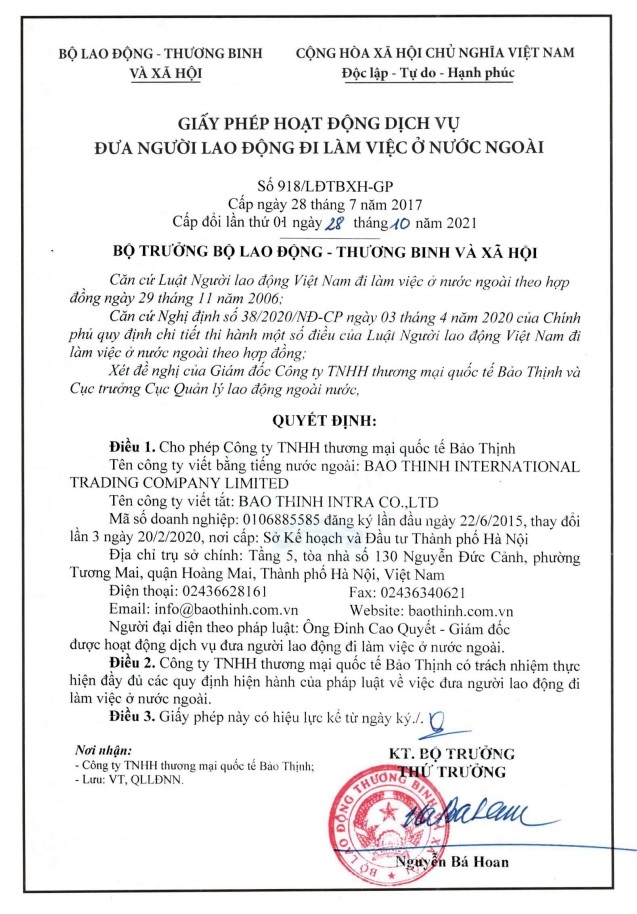 BỘ LAO ĐỘNG - THƯƠNG BINH
VÀ XÃ HỘI
CỘNG HÒA XÃ HỘI CHỦ NGHĨA VIỆT NAM
Độc lập - Tự do - Hạnh phúc
GIẤY PHÉP HOẠT ĐỘNG DỊCH VỤ
ĐƯA NGƯỜI LAO ĐỘNG ĐI LÀM VIỆC Ở NƯỚC NGOÀI
Số 918/LĐTBXH-GP
Cấp ngày 28 tháng 7 năm 2017
Cấp đổi lần thứ 01 ngày 28 tháng 10 năm 2021
BỘ TRƯỞNG BỘ LAO ĐỘNG - THƯƠNG BINH VÀ XÃ HỘI
Căn cứ Luật Người lao động Việt Nam đi làm việc ở nước ngoài theo hợp
đồng ngày 29 tháng 11 năm 2006;
Căn cứ Nghị định số 38/2020/NĐ-CP ngày 03 tháng 4 năm 2020 của Chính
phủ quy định chi tiết thi hành một số điều của Luật Người lao động Việt Nam đi
làm việc ở nước ngoài theo hợp đồng;
Xét đề nghị của Giám đốc Công ty TNHH thương mại quốc tế Bảo Thịnh và
Cục trưởng Cục Quản lý lao động ngoài nước,
QUYẾT ĐỊNH:
Điều 1. Cho phép Công ty TNHH thương mại quốc tế Bảo Thịnh
Tên công ty viết bằng tiếng nước ngoài: BAO THINH INTERNATIONAL
TRADING COMPANY LIMITED
Tên công ty viết tắt: BAO THINH INTRA CO.,LTD
Mã số doanh nghiệp: 0106885585 đăng ký lần đầu ngày 22/6/2015, thay đổi
lần 3 ngày 20/2/2020, nơi cấp: Sở Kế hoạch và Đầu tư Thành phố Hà Nội
Địa chỉ trụ sở chính: Tầng 5, tòa nhà số 130 Nguyễn Đức Cảnh, phường
Tương Mai, quận Hoàng Mai, Thành phố Hà Nội, Việt Nam
Điện thoại: 02436628161 Fax: 02436340621
Email: info@baothinh.com.vn Website: baothinh.com.vn
Người đại diện theo pháp luật: Ông Đinh Cao Quyết - Giám đốc
được hoạt động dịch vụ đưa người lao động đi làm việc ở nước ngoài.
Điều 2. Công ty TNHH thương mại quốc tế Bảo Thịnh có trách nhiệm thực
hiện đầy đủ các quy định hiện hành của pháp luật về việc đưa người lao động đi
làm việc ở nước ngoài.
Điều 3. Giấy phép này có hiệu lực kể từ ngày ký./.
Nơi nhận:
- Công ty TNHH thương mại quốc tế Bảo Thịnh;
- Lưu: VT, QLLĐNN.
KT. BỘ TRƯỞNG
THỨ TRƯỞNG
BỘ LAO ĐỘNG THƯƠNG BINH
Nguyễn Bá Hoan